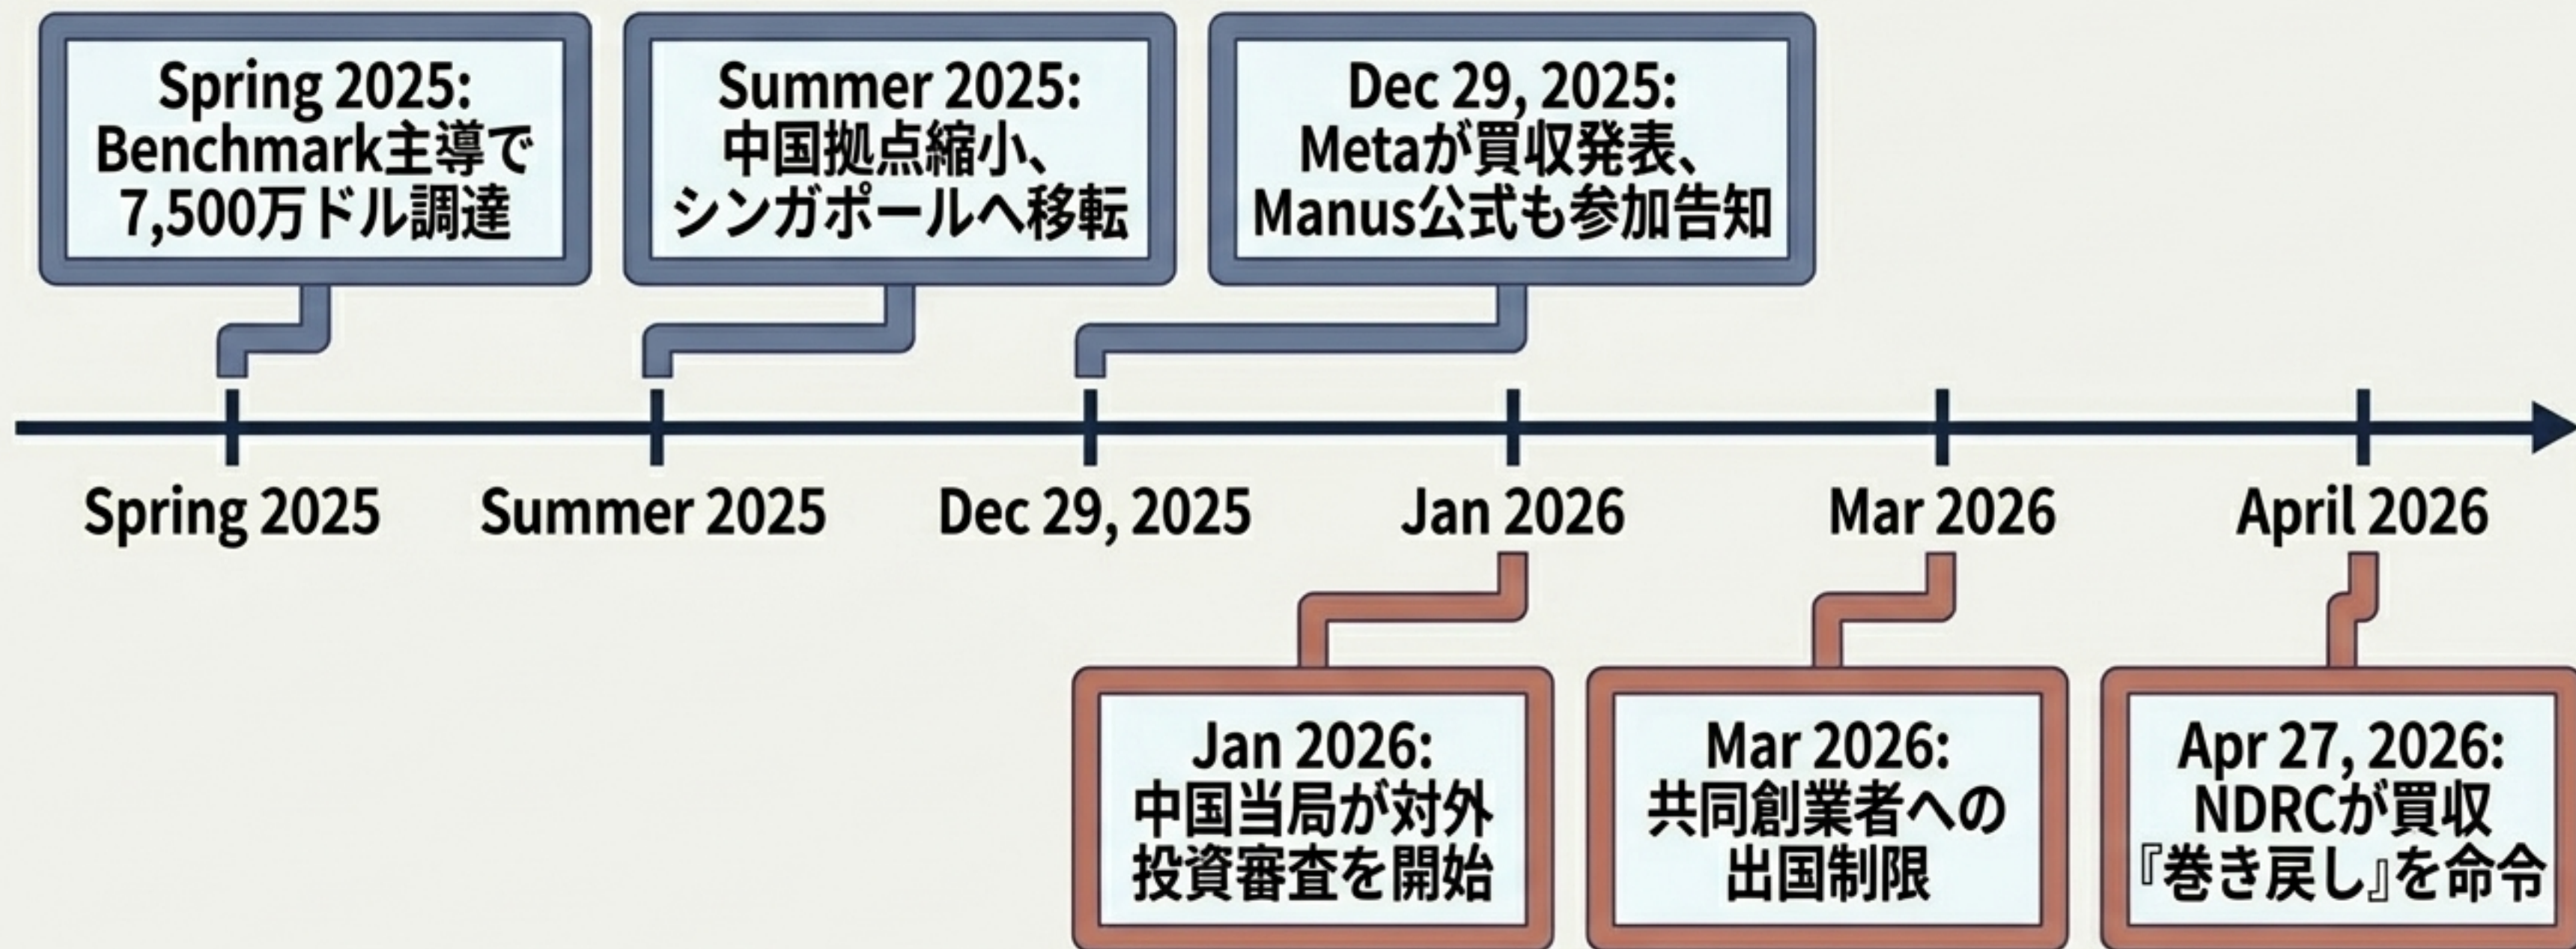 Spring 2025:
Benchmark主導で
7,500万ドル調達
Summer 2025:
中国拠点縮小、
シンガポールへ移転
Dec 29, 2025:
Metaが買収発表、
Manus公式も参加告知
Spring 2025
Summer 2025
Dec 29, 2025
Jan 2026
Mar 2026
April 2026
Jan 2026:
中国当局が対外
投資審査を開始
Mar 2026:
共同創業者への
出国制限
Apr 27, 2026:
NDRCが買収
『巻き戻し』を命令